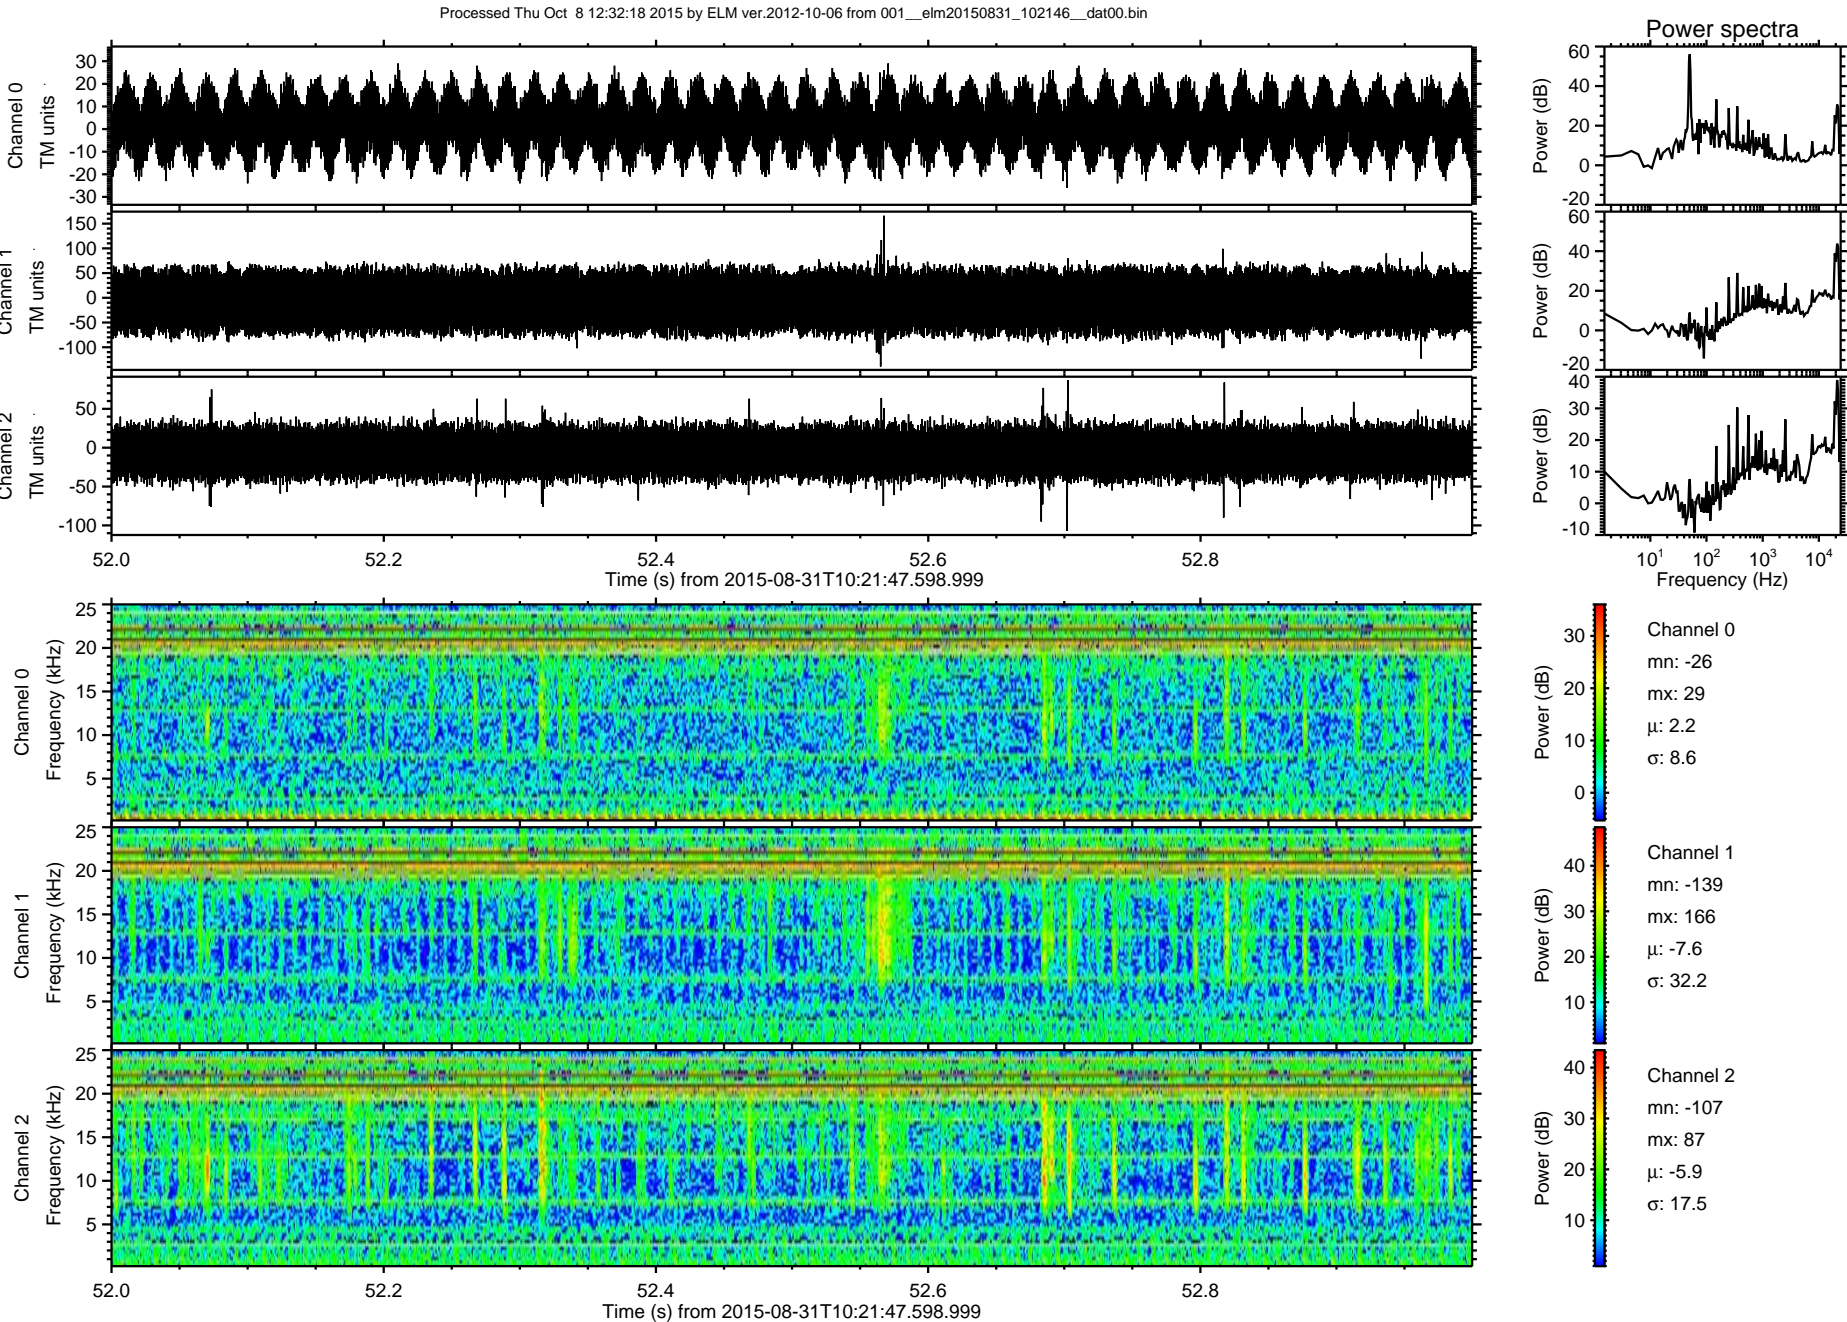 Processed Thu Oct 8 12:32:18 2015 by ELM ver.2012-10-06 from 001__elm20150831_102146__dat00.bin
Power spectra
Channel 0
TM units
30
20
10
0
-10
-20
-30
Power (dB)
60
40
20
0
-20
Channel 1
TM units
150
100
50
0
-50
-100
Power (dB)
60
40
20
0
-20
Channel 2
TM units
50
0
-50
-100
Power (dB)
40
30
20
10
0
-10
52.0 52.2 52.4 52.6 52.8
Time (s) from 2015-08-31T10:21:47.598.999
10^1 10^2 10^3 10^4
Frequency (Hz)
Channel 0
Frequency (kHz)
25
20
15
10
5
Power (dB)
30
20
10
0
Channel 0
mn: -26
mx: 29
μ: 2.2
σ: 8.6
Channel 1
Frequency (kHz)
25
20
15
10
5
Power (dB)
40
30
20
10
Channel 1
mn: -139
mx: 166
μ: -7.6
σ: 32.2
Channel 2
Frequency (kHz)
25
20
15
10
5
Power (dB)
40
30
20
10
Channel 2
mn: -107
mx: 87
μ: -5.9
σ: 17.5
52.0 52.2 52.4 52.6 52.8
Time (s) from 2015-08-31T10:21:47.598.999